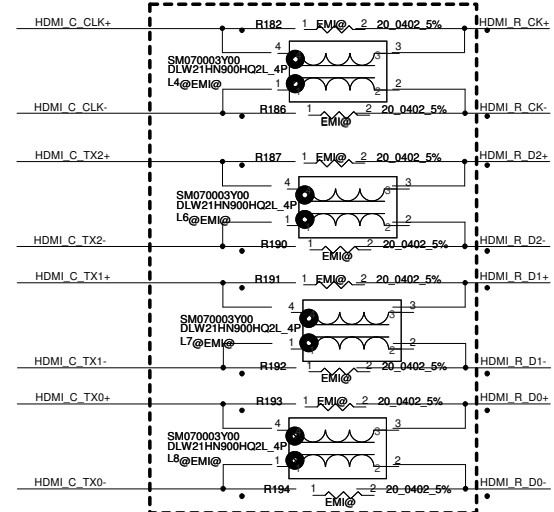 HDMI_C_CLK+ R182 1 EMI@ 2 20_0402_5% HDMI_R_CK+
4 3
SM070003Y00
DLW21HN900HQ2L_4P
L4@EMI@ 1 2
HDMI_C_CLK- R186 1 2 20_0402_5% HDMI_R_CK-
EMI@
HDMI_C_TX2+ R187 1 EMI@ 2 20_0402_5% HDMI_R_D2+
4 3
SM070003Y00
DLW21HN900HQ2L_4P
L6@EMI@ 1 2
HDMI_C_TX2- R190 1 2 20_0402_5% HDMI_R_D2-
EMI@
HDMI_C_TX1+ R191 1 EMI@ 2 20_0402_5% HDMI_R_D1+
4 3
SM070003Y00
DLW21HN900HQ2L_4P
L7@EMI@ 1 2
HDMI_C_TX1- R192 1 2 20_0402_5% HDMI_R_D1-
EMI@
HDMI_C_TX0+ R193 1 EMI@ 2 20_0402_5% HDMI_R_D0+
4 3
SM070003Y00
DLW21HN900HQ2L_4P
L8@EMI@ 1 2
HDMI_C_TX0- R194 1 2 20_0402_5% HDMI_R_D0-
EMI@